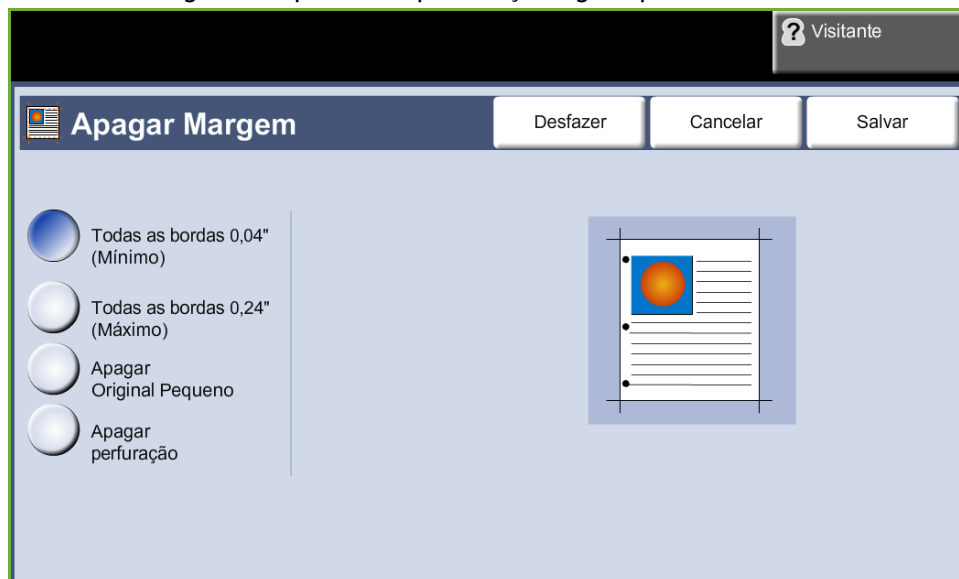 Visitante
Apagar Margem
Desfazer
Cancelar
Salvar
Todas as bordas 0,04"
(Mínimo)
Todas as bordas 0,24"
(Máximo)
Apagar
Original Pequeno
Apagar
perfuração